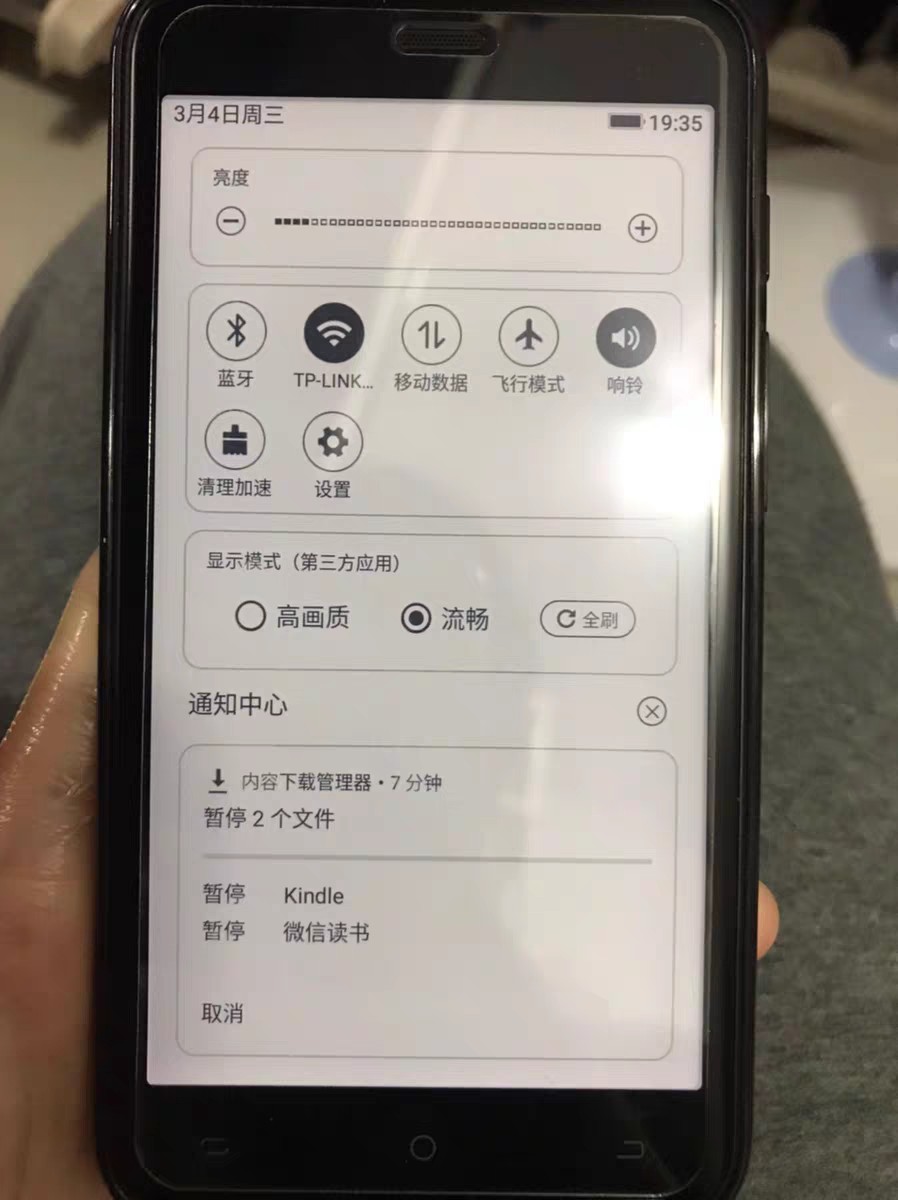 3月4日周三 19:35
亮度
蓝牙 TP-LINK... 移动数据 飞行模式 响铃
清理加速 设置
显示模式（第三方应用）
高画质 流畅 全刷
通知中心
内容下载管理器・7 分钟
暂停 2 个文件
暂停 Kindle
暂停 微信读书
取消